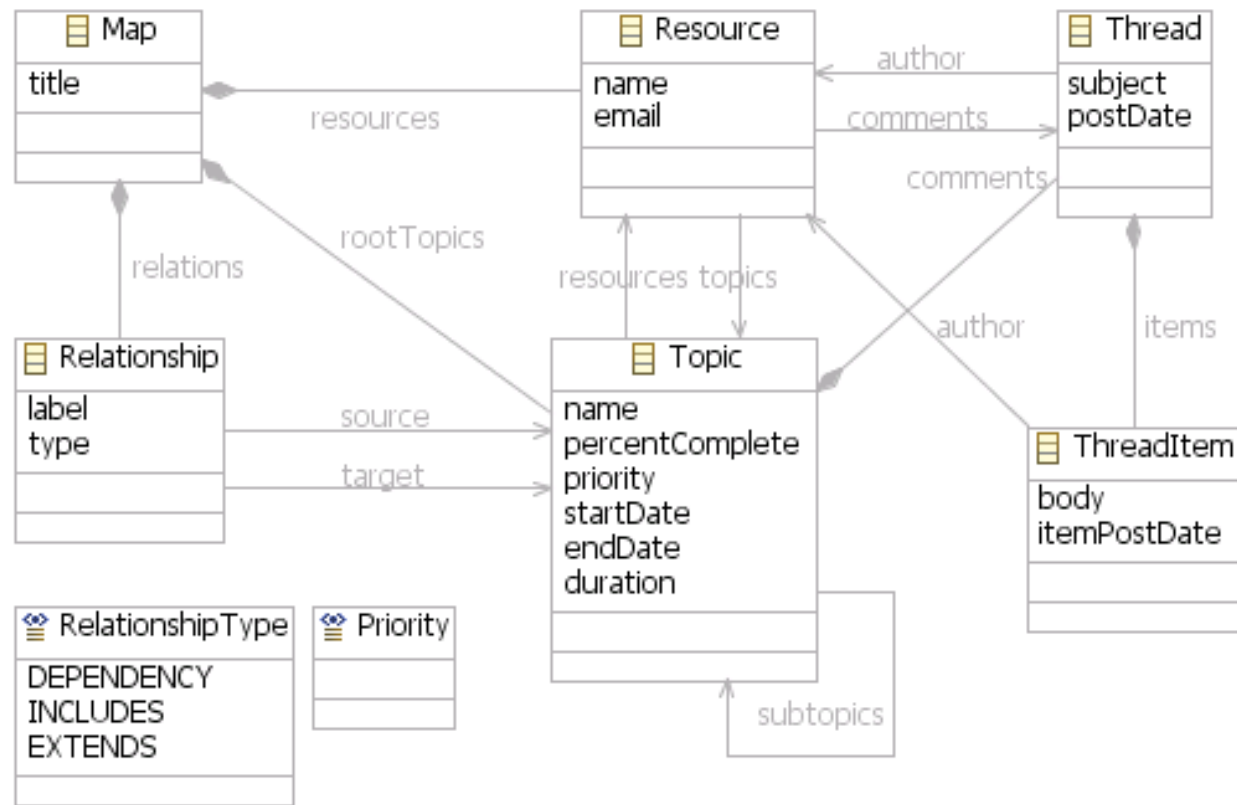 Map
title
Resource
name
email
Thread
subject
postDate
author
resources
comments
comments
rootTopics
relations
resources topics
author
items
Relationship
label
type
source
target
Topic
name
percentComplete
priority
startDate
endDate
duration
ThreadItem
body
itemPostDate
RelationshipType
DEPENDENCY
INCLUDES
EXTENDS
Priority
subtopics